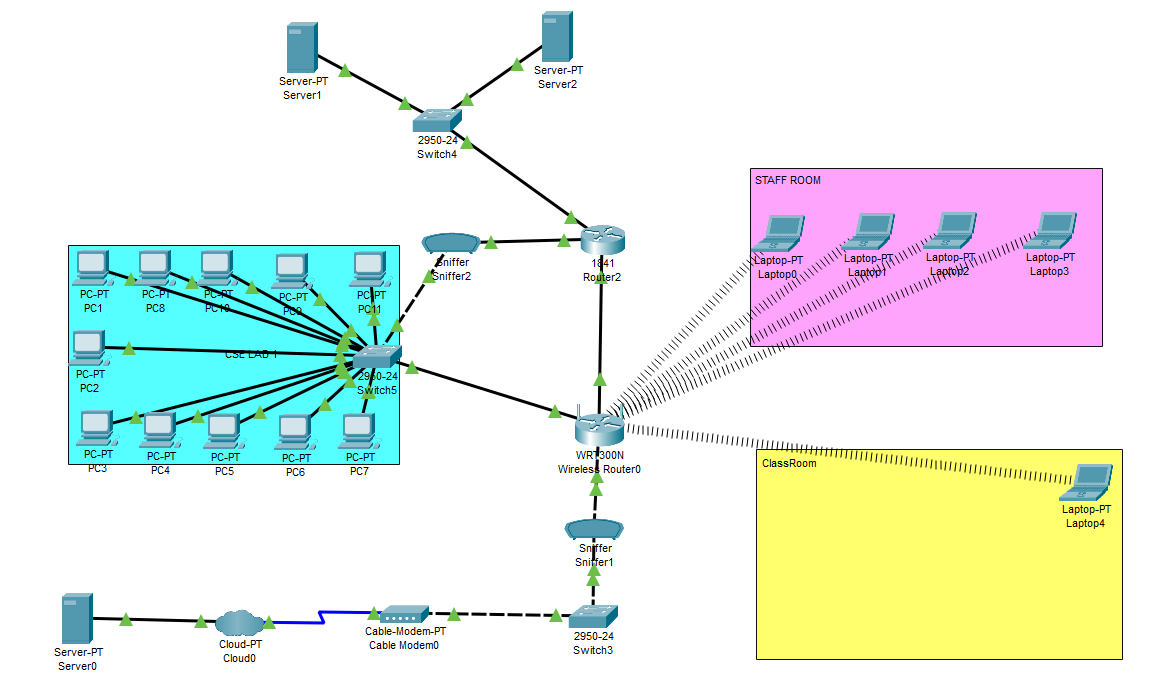 Server-PT
Server1
Server-PT
Server2
2950-24
Switch4
STAFF ROOM
Laptop-PT
Laptop0
Laptop-PT
Laptop1
Laptop-PT
Laptop2
Laptop-PT
Laptop3
1841
Router2
Sniffer
Sniffer2
PC-PT
PC1
PC-PT
PC8
PC-PT
PC10
PC-PT
PC9
PC-PT
PC11
CSE LAB 1
PC-PT
PC2
2950-24
Switch5
PC-PT
PC3
PC-PT
PC4
PC-PT
PC5
PC-PT
PC6
PC-PT
PC7
WRT300N
Wireless Router0
ClassRoom
Laptop-PT
Laptop4
Sniffer
Sniffer1
Server-PT
Server0
Cloud-PT
Cloud0
Cable-Modem-PT
Cable Modem0
2950-24
Switch3